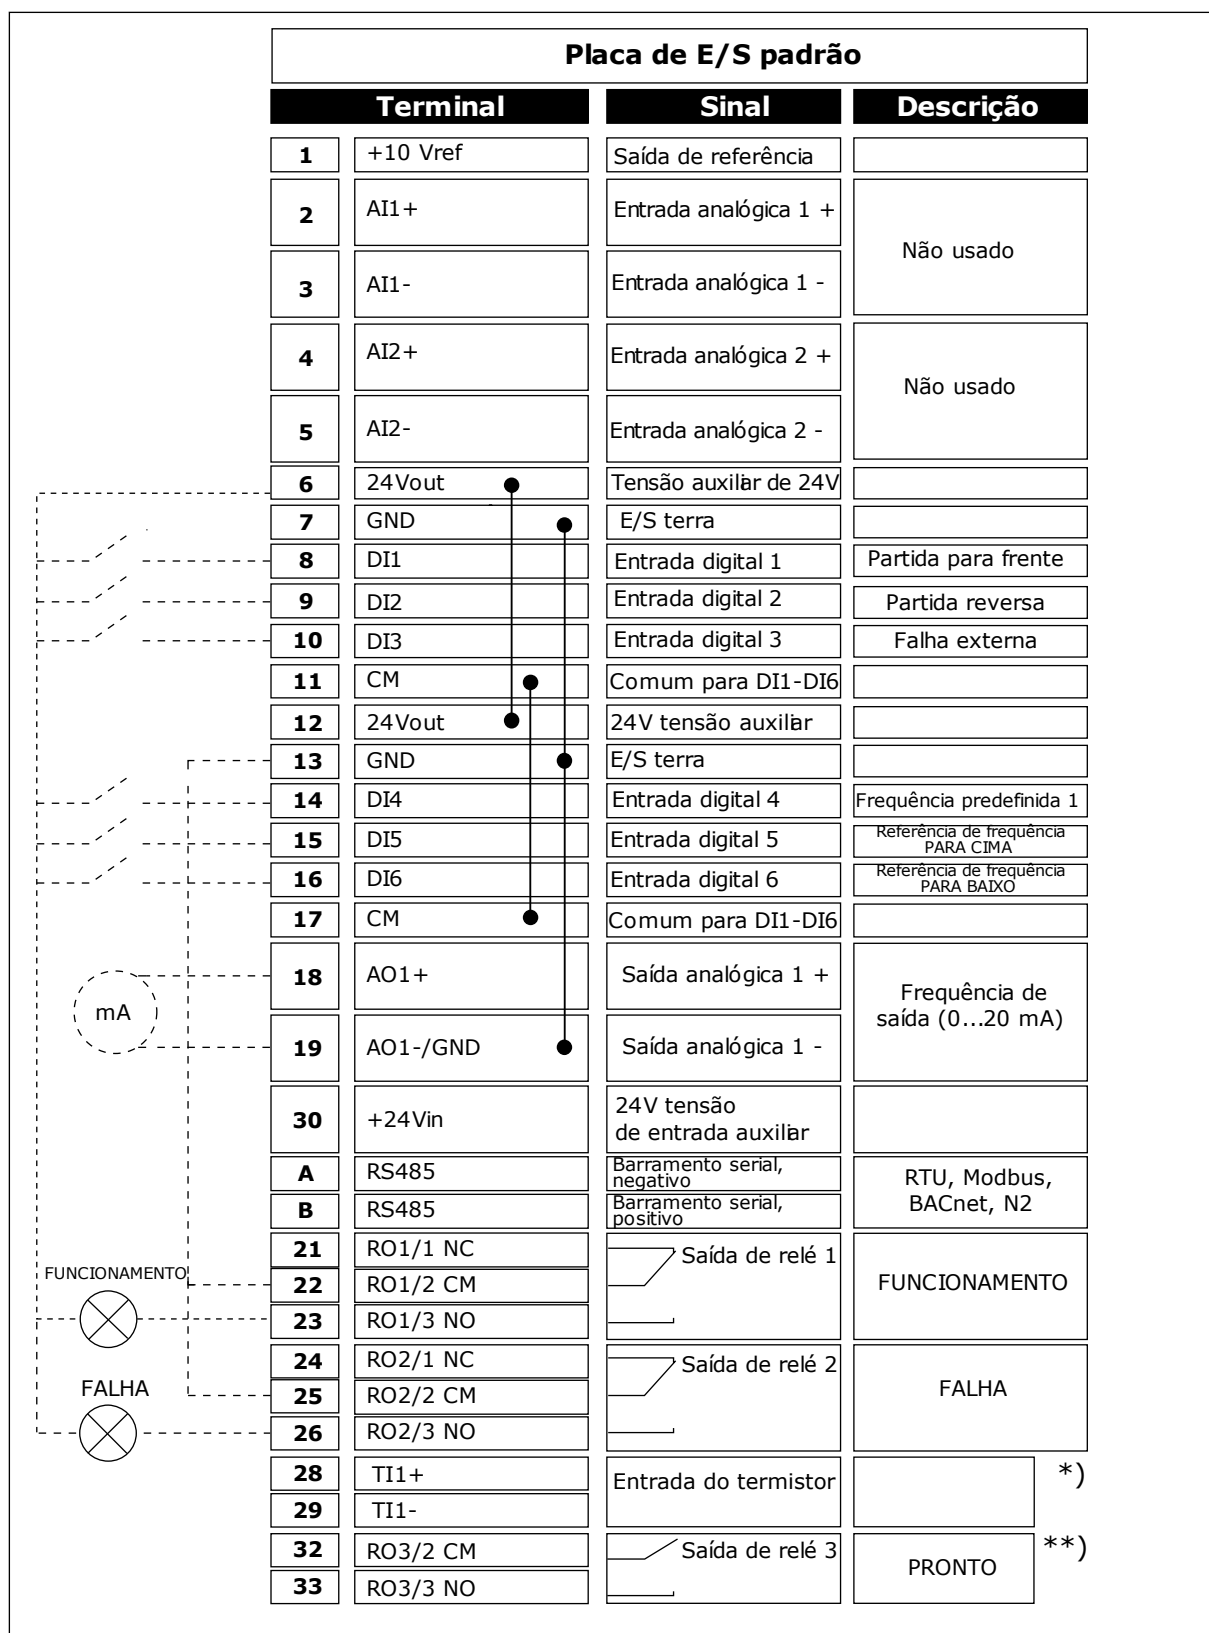 Placa de E/S padrão
Terminal Sinal Descrição
1 +10 Vref Saída de referência
2 AI1+ Entrada analógica 1 +
Não usado
3 AI1- Entrada analógica 1 -
4 AI2+ Entrada analógica 2 +
Não usado
5 AI2- Entrada analógica 2 -
6 24Vout Tensão auxiliar de 24V
7 GND E/S terra
8 DI1 Entrada digital 1 Partida para frente
9 DI2 Entrada digital 2 Partida reversa
10 DI3 Entrada digital 3 Falha externa
11 CM Comum para DI1-DI6
12 24Vout 24V tensão auxiliar
13 GND E/S terra
14 DI4 Entrada digital 4 Frequência predefinida 1
15 DI5 Entrada digital 5 Referência de frequência
PARA CIMA
16 DI6 Entrada digital 6 Referência de frequência
PARA BAIXO
17 CM Comum para DI1-DI6
18 AO1+ Saída analógica 1 +
Frequência de
saída (0...20 mA)
mA
19 AO1-/GND Saída analógica 1 -
30 +24Vin 24V tensão
de entrada auxiliar
A RS485 Barramento serial,
negativo
RTU, Modbus,
BACnet, N2
B RS485 Barramento serial,
positivo
21 RO1/1 NC Saída de relé 1
FUNCIONAMENTO
22 RO1/2 CM FUNCIONAMENTO
23 RO1/3 NO
24 RO2/1 NC Saída de relé 2
FALHA
25 RO2/2 CM FALHA
26 RO2/3 NO
28 TI1+ Entrada do termistor *)
29 TI1-
32 RO3/2 CM Saída de relé 3 **)
PRONTO
33 RO3/3 NO